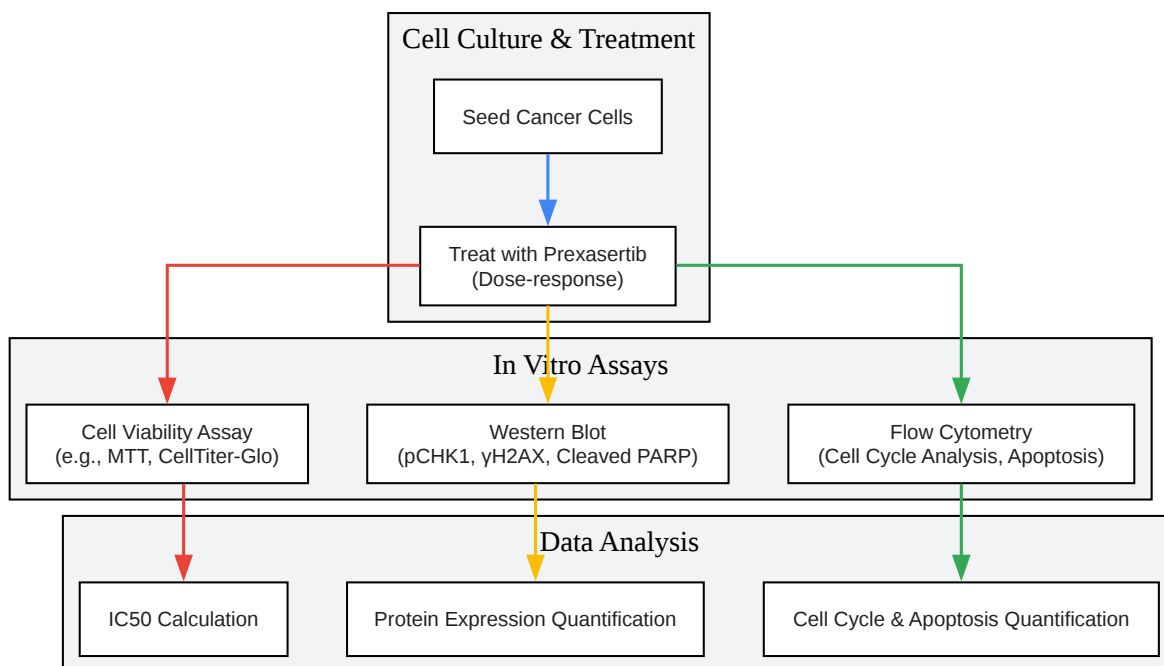 Cell Culture & Treatment
Seed Cancer Cells
Treat with Prexasertib
(Dose-response)
In Vitro Assays
Cell Viability Assay
(e.g., MTT, CellTiter-Glo)
Western Blot
(pCHK1, γH2AX, Cleaved PARP)
Flow Cytometry
(Cell Cycle Analysis, Apoptosis)
Data Analysis
IC50 Calculation
Protein Expression Quantification
Cell Cycle & Apoptosis Quantification